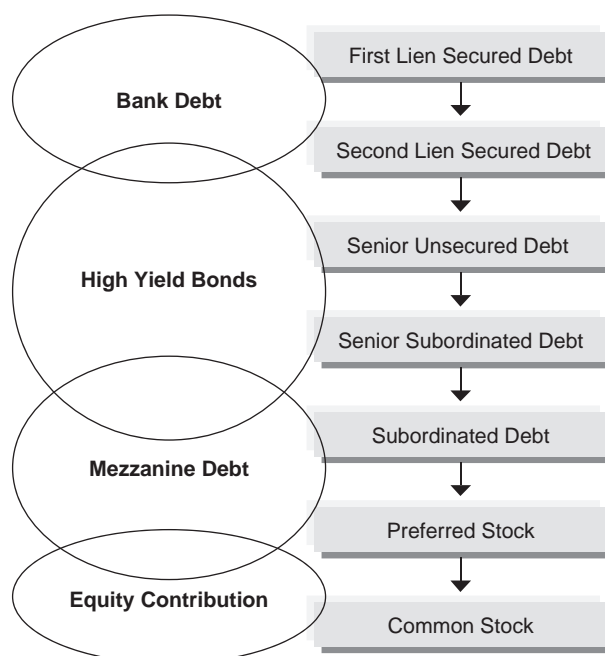 First Lien Secured Debt
Bank Debt
Second Lien Secured Debt
Senior Unsecured Debt
High Yield Bonds
Senior Subordinated Debt
Subordinated Debt
Mezzanine Debt
Preferred Stock
Equity Contribution
Common Stock